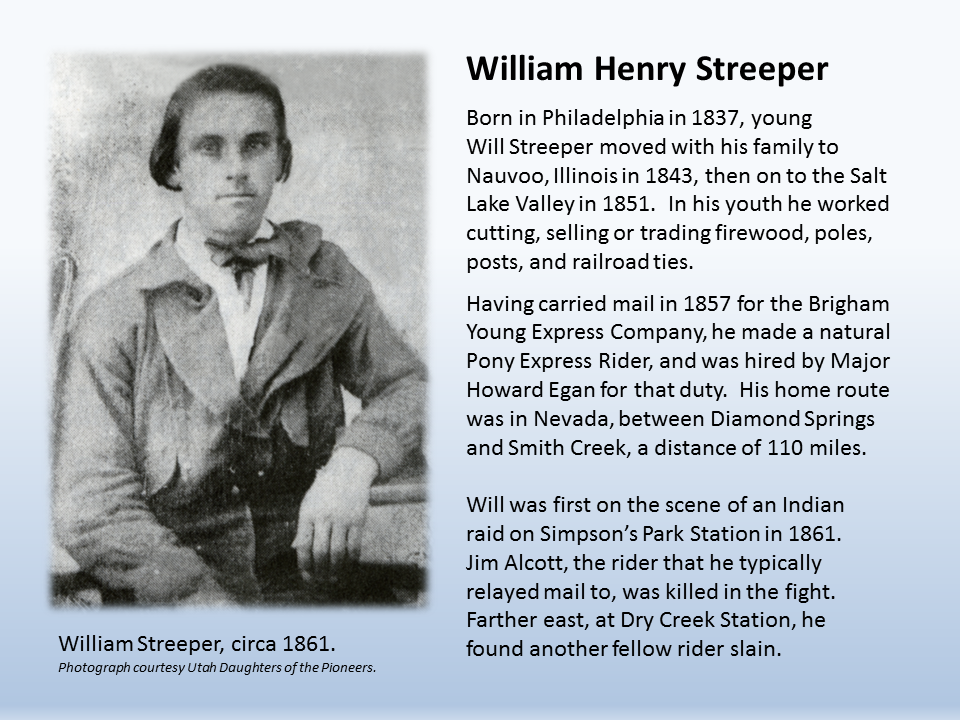 William Henry Streeper
Born in Philadelphia in 1837, young
Will Streeper moved with his family to
Nauvoo, Illinois in 1843, then on to the Salt
Lake Valley in 1851.  In his youth he worked
cutting, selling or trading firewood, poles,
posts, and railroad ties.
Having carried mail in 1857 for the Brigham
Young Express Company, he made a natural
Pony Express Rider, and was hired by Major
Howard Egan for that duty.  His home route
was in Nevada, between Diamond Springs
and Smith Creek, a distance of 110 miles.
Will was first on the scene of an Indian
raid on Simpson’s Park Station in 1861.
Jim Alcott, the rider that he typically
relayed mail to, was killed in the fight.
Farther east, at Dry Creek Station, he
found another fellow rider slain.
William Streeper, circa 1861.
Photograph courtesy Utah Daughters of the Pioneers.